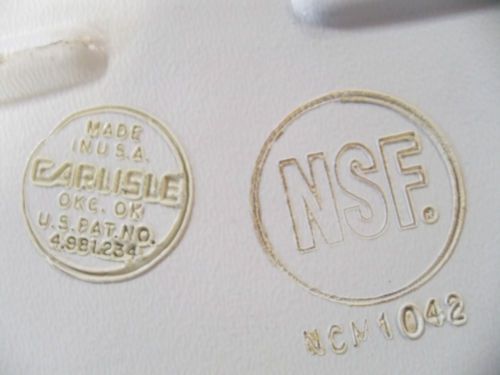 MADE
IN U.S.A.
CARLISLE
OKC. OK
U.S. PAT. NO.
4,981,234
NSF®
NCM1042